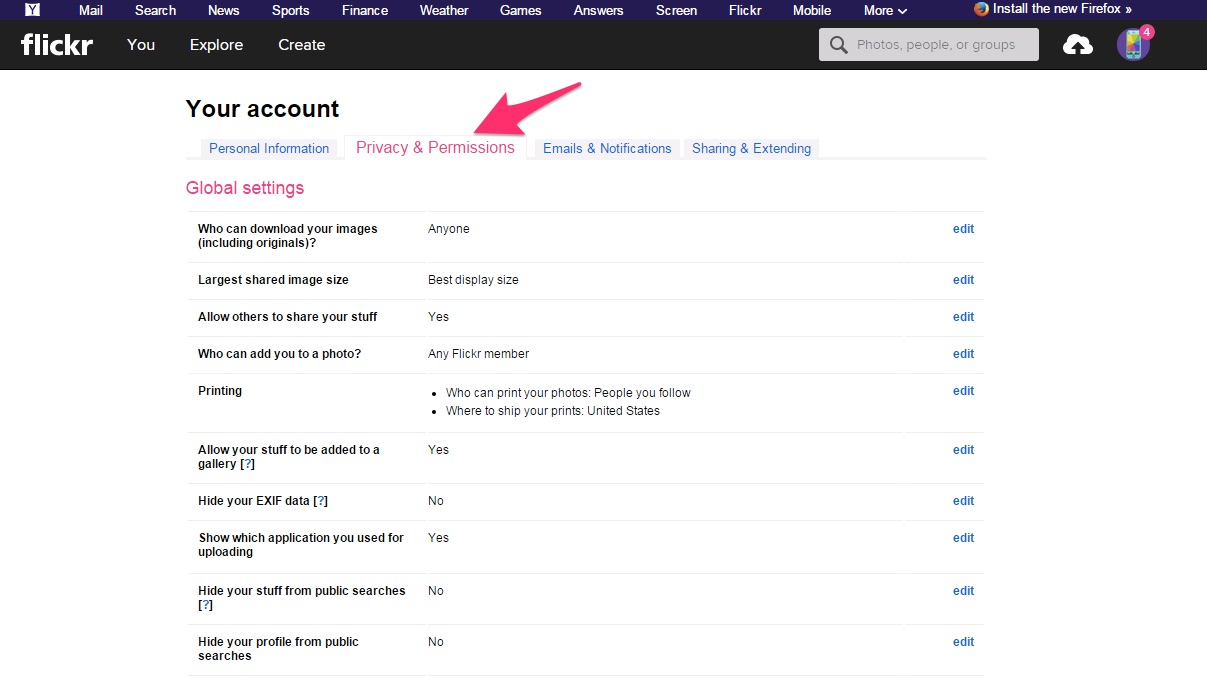 Y Mail Search News Sports Finance Weather Games Answers Screen Flickr Mobile More Install the new Firefox »
flickr You Explore Create Photos, people, or groups 4
Your account
Personal Information Privacy & Permissions Emails & Notifications Sharing & Extending
Global settings
Who can download your images Anyone edit
(including originals)?
Largest shared image size Best display size edit
Allow others to share your stuff Yes edit
Who can add you to a photo? Any Flickr member edit
Printing • Who can print your photos: People you follow edit
• Where to ship your prints: United States
Allow your stuff to be added to a Yes edit
gallery [?]
Hide your EXIF data [?] No edit
Show which application you used for Yes edit
uploading
Hide your stuff from public searches No edit
[?]
Hide your profile from public No edit
searches